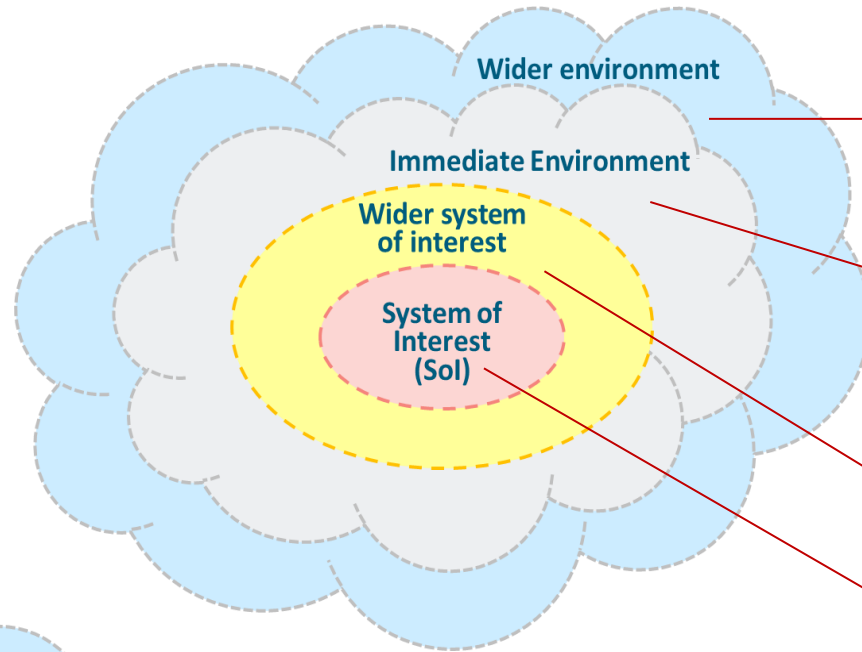 Wider environment
Immediate Environment
Wider system
of interest
System of
Interest
(SoI)